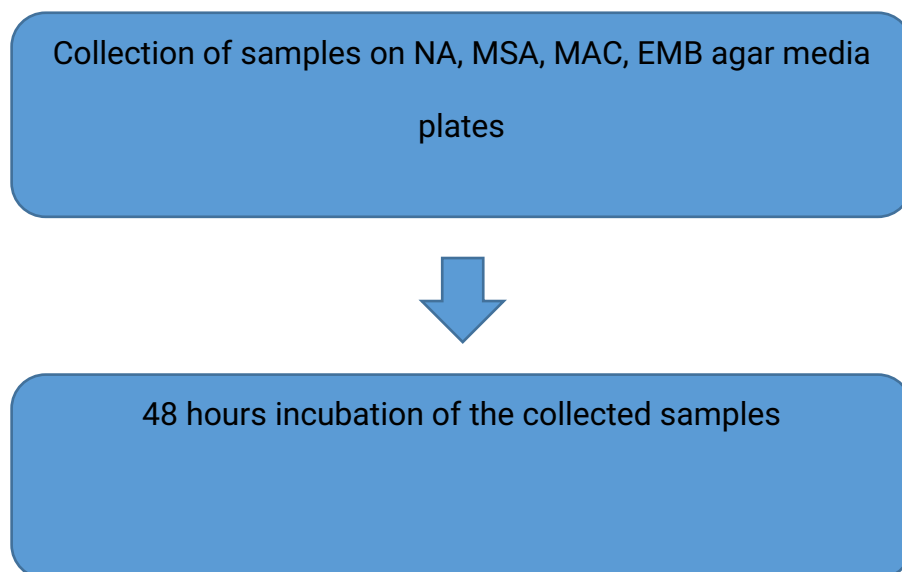 Collection of samples on NA, MSA, MAC, EMB agar media
plates
48 hours incubation of the collected samples